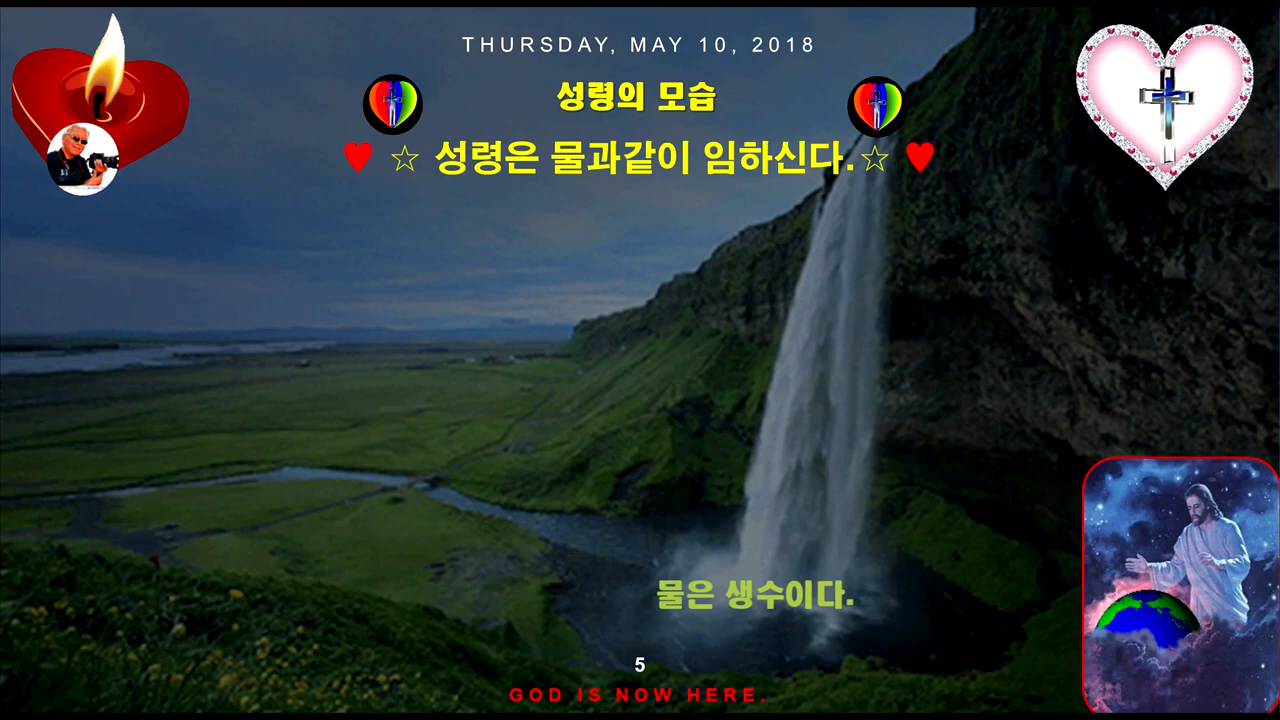 THURSDAY, MAY 10, 2018
성령의 모습
♥ ☆ 성령은 물과같이 임하신다.☆ ♥
물은 생수이다.
5
GOD IS NOW HERE.